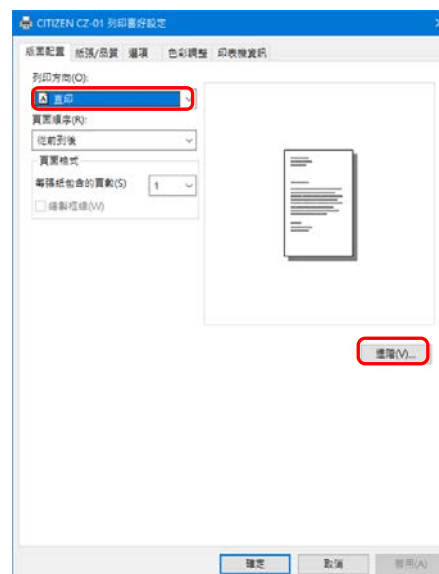 CITIZEN CZ-01 列印喜好設定
版面配置 紙張/品質 選項 色彩調整 印表機資訊
列印方向(O):
直印
頁面順序(R):
從前到後
頁面格式
每張紙包含的頁數(S) 1
繪製框線(W)
進階(V)...
確定 取消 套用(A)